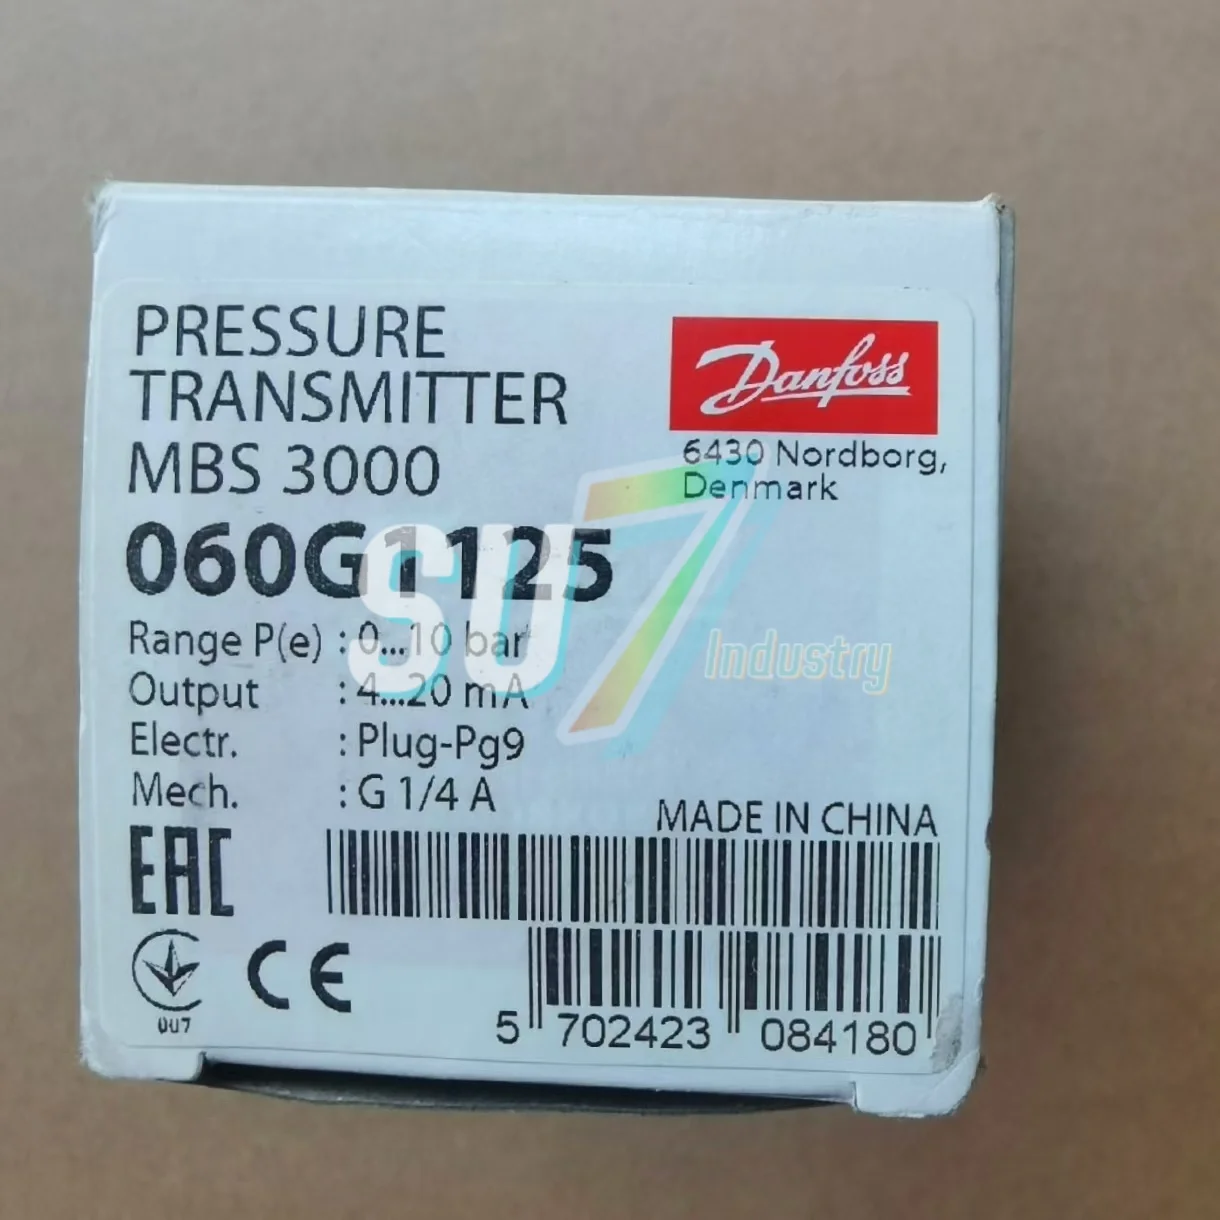 PRESSURE
TRANSMITTER
MBS 3000
Danfoss
6430 Nordborg,
Denmark
060G1125
Range P(e) : 0...10 bar
Output : 4...20 mA
Electr. : Plug-Pg9
Mech. : G 1/4 A
SU7 Industry
MADE IN CHINA
EAC
007
CE
5 702423 084180